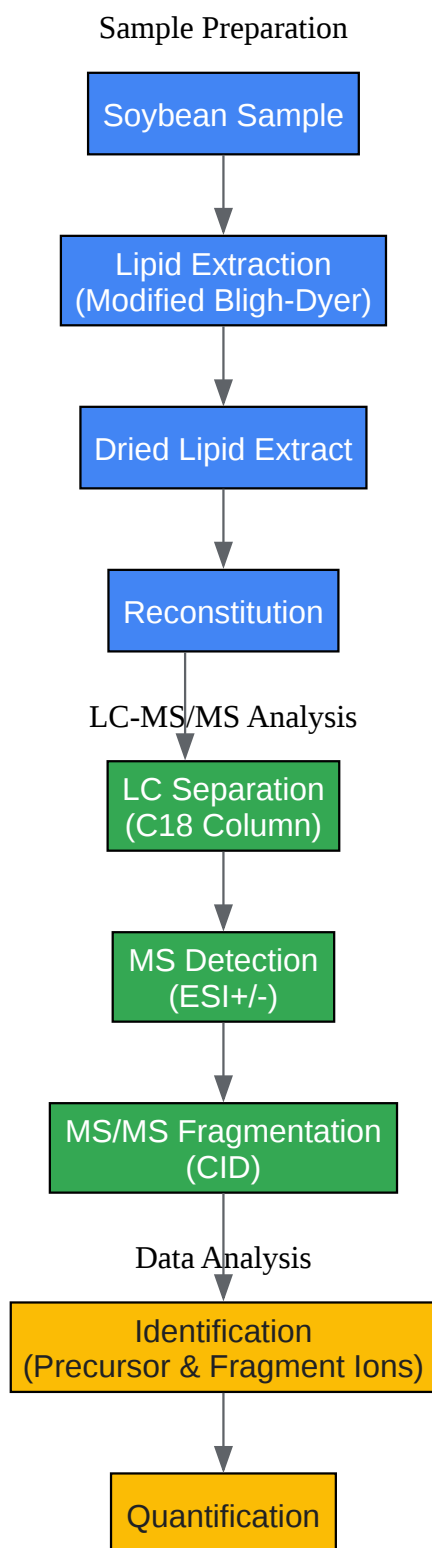 Sample Preparation
Soybean Sample
Lipid Extraction
(Modified Bligh-Dyer)
Dried Lipid Extract
Reconstitution
LC-MS/MS Analysis
LC Separation
(C18 Column)
MS Detection
(ESI+/-)
MS/MS Fragmentation
(CID)
Data Analysis
Identification
(Precursor & Fragment Ions)
Quantification